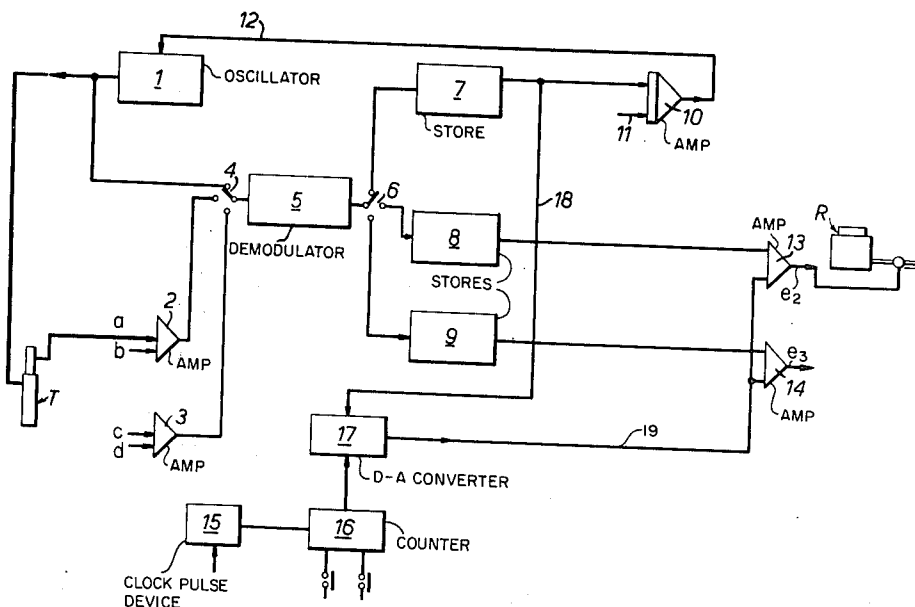 12
1
OSCILLATOR
7
STORE
10
11
AMP
4
5
DEMODULATOR
6
18
8
STORES
9
AMP
13
R
e2
2
a
b
AMP
T
3
c
d
AMP
e3
14
AMP
17
19
D-A CONVERTER
15
16
COUNTER
CLOCK PULSE
DEVICE